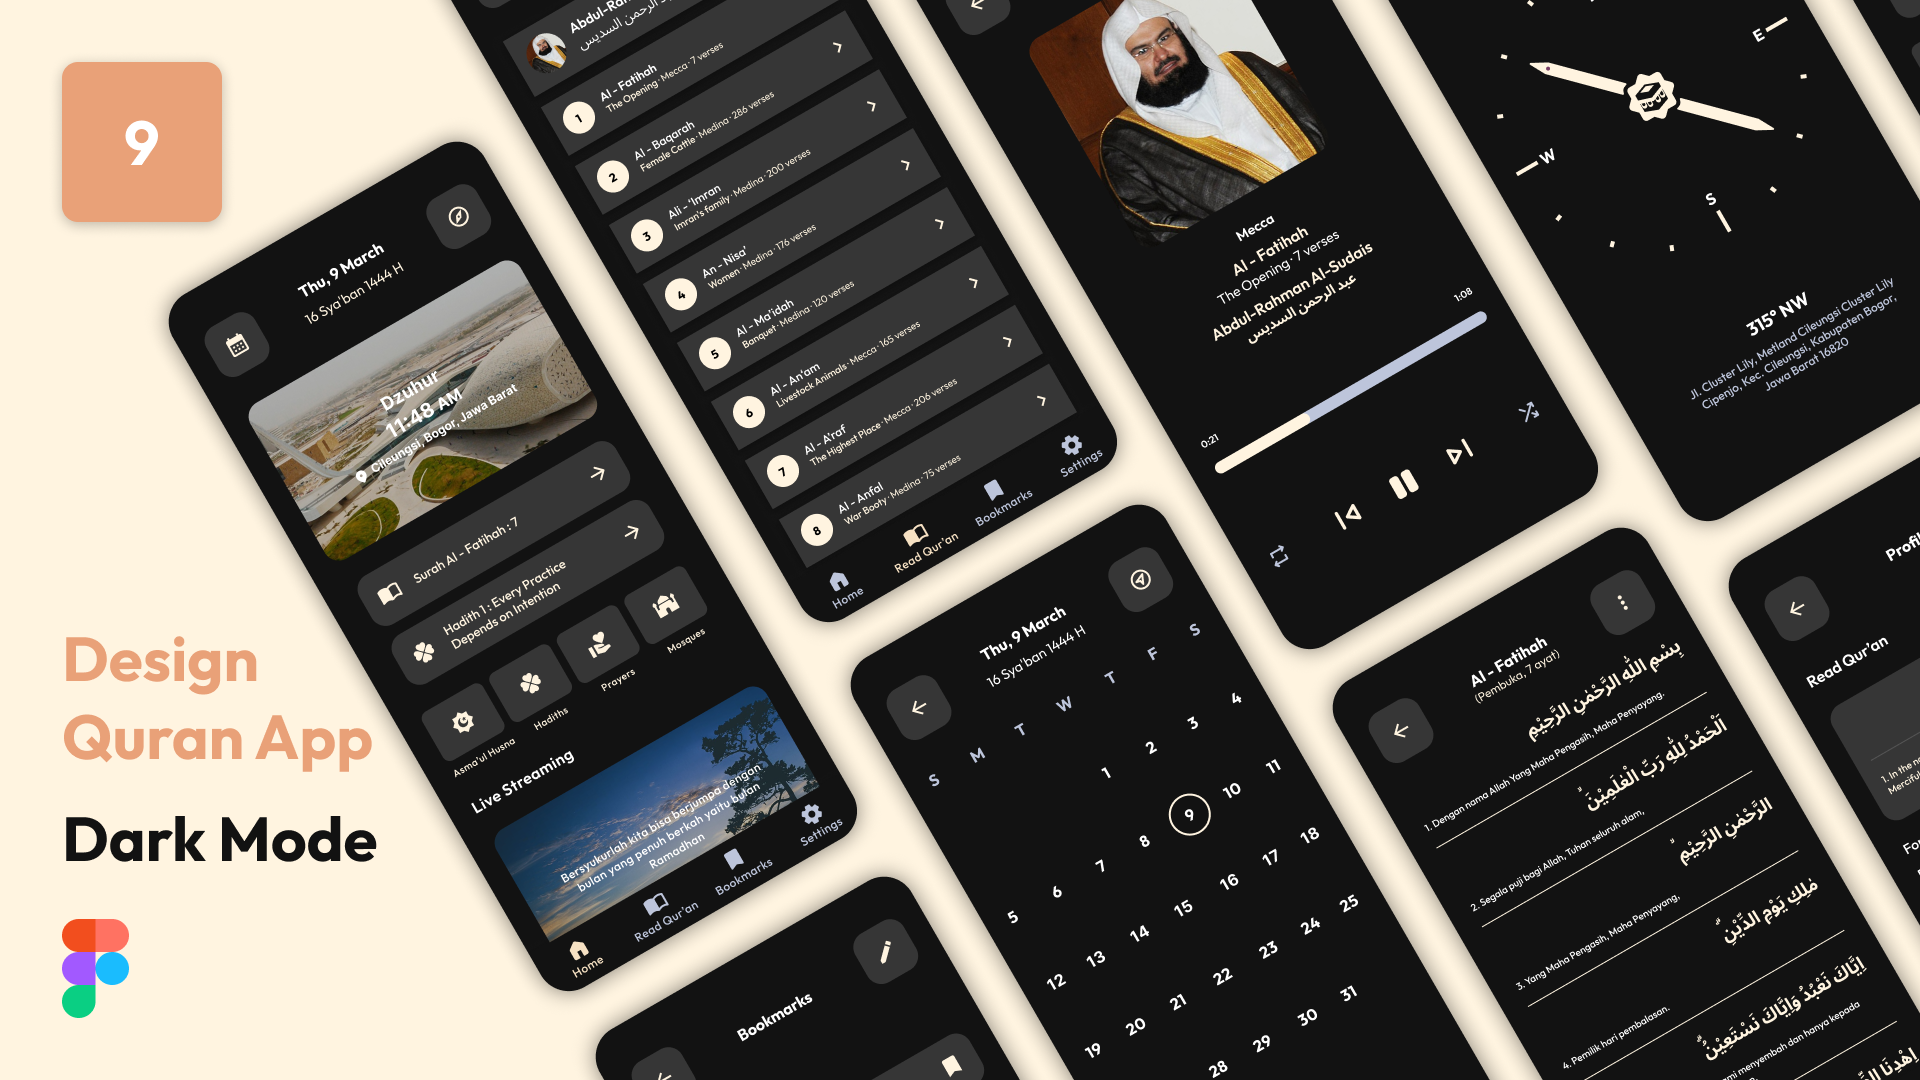 9
Design
Quran App
Dark Mode
Thu, 9 March
16 Sya'ban 1444 H
Dzuhur
11:48 AM
Cileungsi, Bogor, Jawa Barat
Surah Al - Fatihah : 7
Hadith 1 : Every Practice
Depends on Intention
Asma'ul Husna
Hadiths
Prayers
Mosques
Live Streaming
Bersyukurlah kita bisa berjumpa dengan
bulan yang penuh berkah yaitu bulan
Ramadhan
Home
Read Qur'an
Bookmarks
Settings
عبد الرحمن السديس
1
Al - Fatihah
The Opening · Mecca · 7 verses
2
Al - Baqarah
Female Cattle · Medina · 286 verses
3
Ali - 'Imran
Imran's family · Medina · 200 verses
4
An - Nisa'
Women · Medina · 176 verses
5
Al - Ma'idah
Banquet · Medina · 120 verses
6
Al - An'am
Livestock Animals · Mecca · 165 verses
7
Al - A'raf
The Highest Place · Mecca · 206 verses
8
Al - Anfal
War Booty · Medina · 75 verses
Home
Read Qur'an
Bookmarks
Settings
Mecca
Al - Fatihah
The Opening · 7 verses
Abdul-Rahman Al-Sudais
عبد الرحمن السديس
0:21
1:08
E
W
S
315° NW
Jl. Cluster Lily, Metland Cileungsi Cluster Lily
Cipenjo, Kec. Cileungsi, Kabupaten Bogor,
Jawa Barat 16820
Bookmarks
Thu, 9 March
16 Sya'ban 1444 H
S M T W T F S
1 2 3 4
5 6 7 8 9 10 11
12 13 14 15 16 17 18
19 20 21 22 23 24 25
28 29 30 31
Al - Fatihah
(Pembuka, 7 ayat)
بِسْمِ اللّٰهِ الرَّحْمٰنِ الرَّحِيْمِ
1. Dengan nama Allah Yang Maha Pengasih, Maha Penyayang.
اَلْحَمْدُ لِلّٰهِ رَبِّ الْعٰلَمِيْنَۙ
2. Segala puji bagi Allah, Tuhan seluruh alam,
الرَّحْمٰنِ الرَّحِيْمِۙ
3. Yang Maha Pengasih, Maha Penyayang,
مٰلِكِ يَوْمِ الدِّيْنِۗ
4. Pemilik hari pembalasan.
اِيَّاكَ نَعْبُدُ وَاِيَّاكَ نَسْتَعِيْنُۗ
menyembah dan hanya kepada
Read Qur'an
1. In the